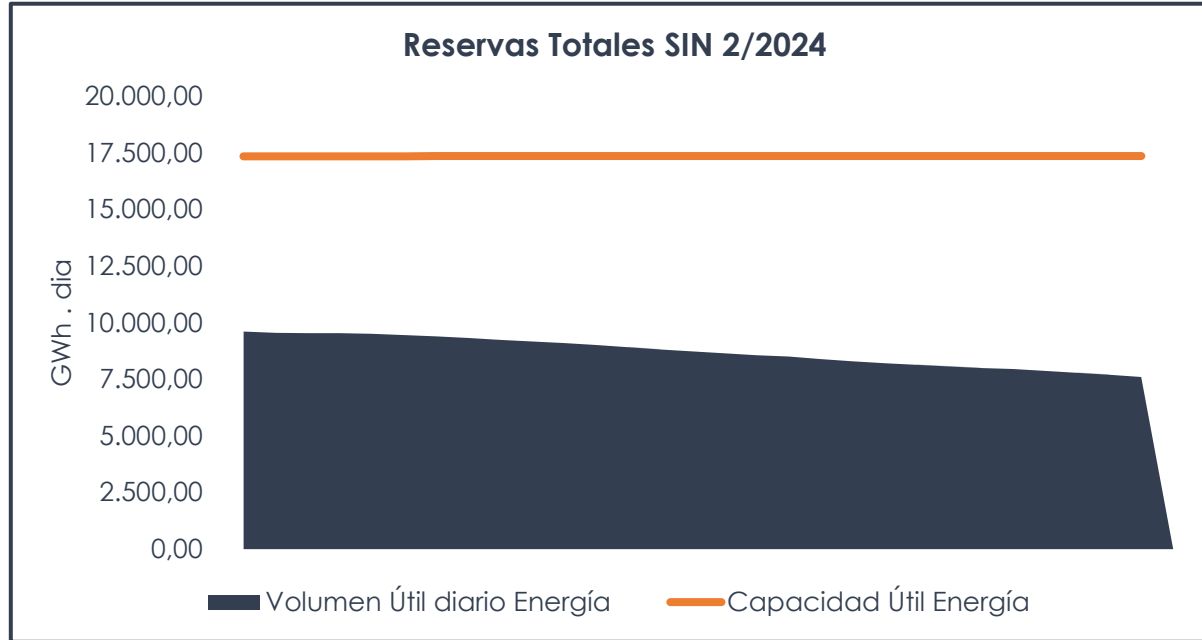 Reservas Totales SIN 2/2024
20.000,00
17.500,00
15.000,00
12.500,00
10.000,00
7.500,00
5.000,00
2.500,00
0,00
GWh . dia
Volumen Útil diario Energía
Capacidad Útil Energía